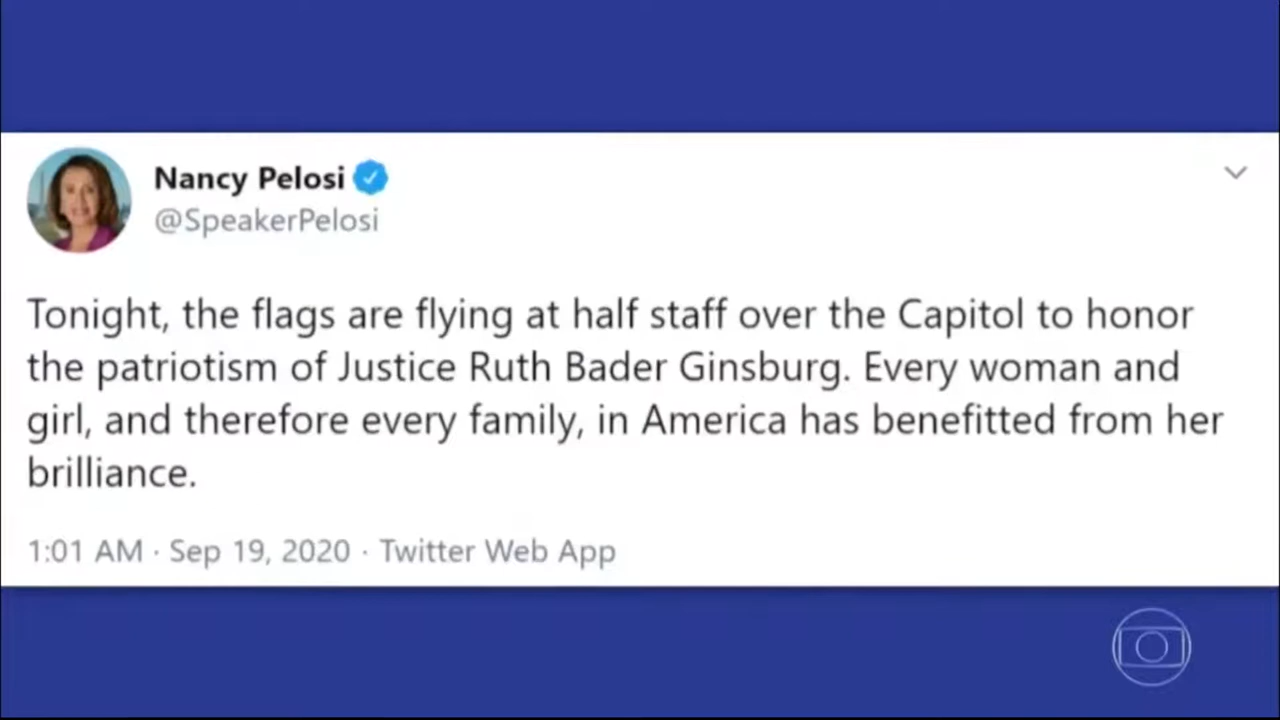 Nancy Pelosi
@SpeakerPelosi
Tonight, the flags are flying at half staff over the Capitol to honor
the patriotism of Justice Ruth Bader Ginsburg. Every woman and
girl, and therefore every family, in America has benefitted from her
brilliance.
1:01 AM · Sep 19, 2020 · Twitter Web App